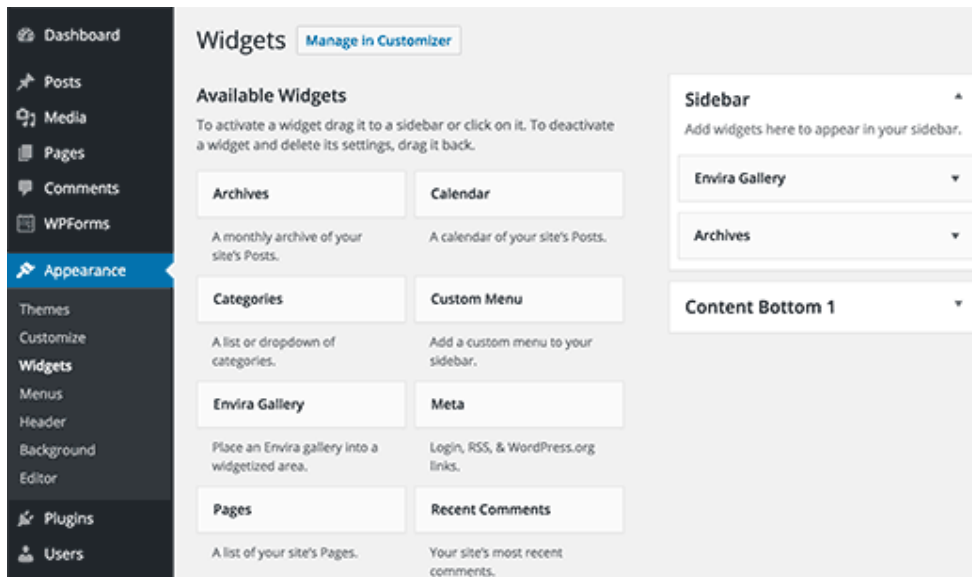 Dashboard
Posts
Media
Pages
Comments
WPForms
Appearance
Themes
Customize
Widgets
Menus
Header
Background
Editor
Plugins
Users
Widgets
Manage in Customizer
Available Widgets
To activate a widget drag it to a sidebar or click on it. To deactivate
a widget and delete its settings, drag it back.
Archives
A monthly archive of your
site's Posts.
Calendar
A calendar of your site's Posts.
Categories
A list or dropdown of
categories.
Custom Menu
Add a custom menu to your
sidebar.
Envira Gallery
Place an Envira gallery into a
widgetized area.
Meta
Login, RSS, & WordPress.org
links.
Pages
A list of your site's Pages.
Recent Comments
Your site's most recent
comments.
Sidebar
Add widgets here to appear in your sidebar.
Envira Gallery
Archives
Content Bottom 1